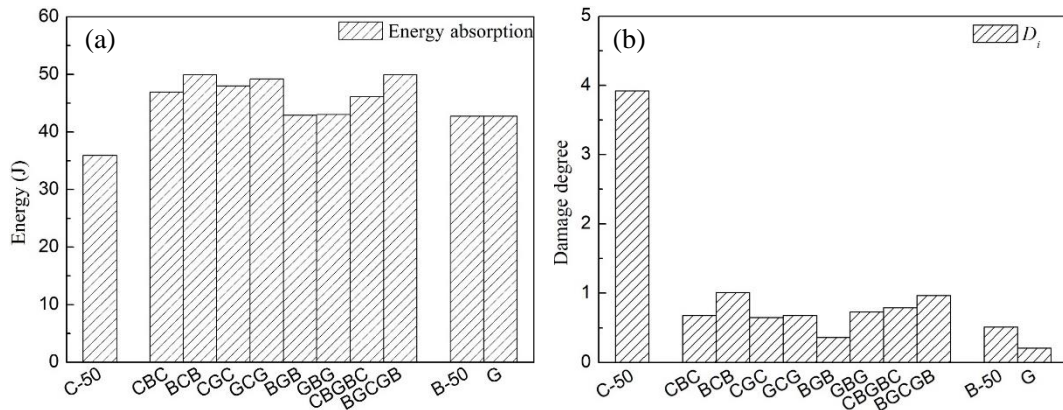 (a)
Energy absorption
Energy (J)
60
50
40
30
20
10
0
C-50
CBC
BCB
CGC
GCG
BGB
GBG
CBGBC
BGCGB
B-50
G
(b)
D_i
Damage degree
5
4
3
2
1
0
C-50
CBC
BCB
CGC
GCG
BGB
GBG
CBGBC
BGCGB
B-50
G